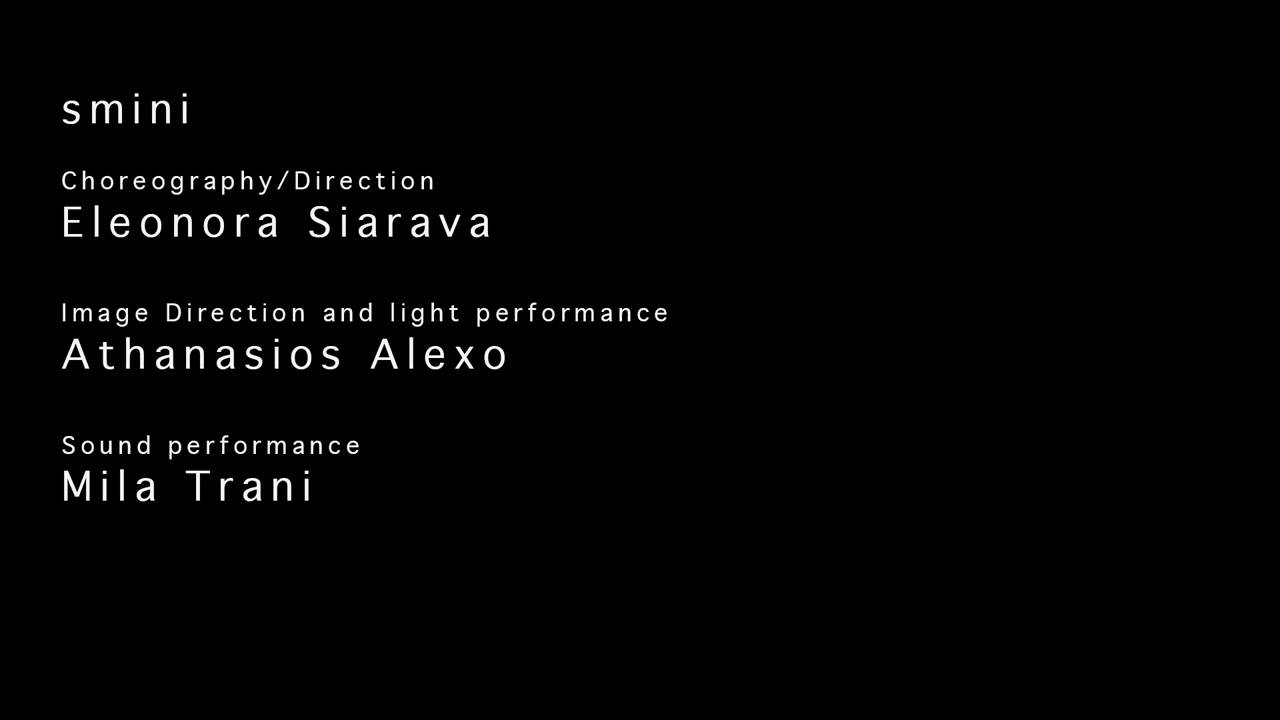 smini
Choreography/Direction
Eleonora Siarava
Image Direction and light performance
Athanasios Alexo
Sound performance
Mila Trani